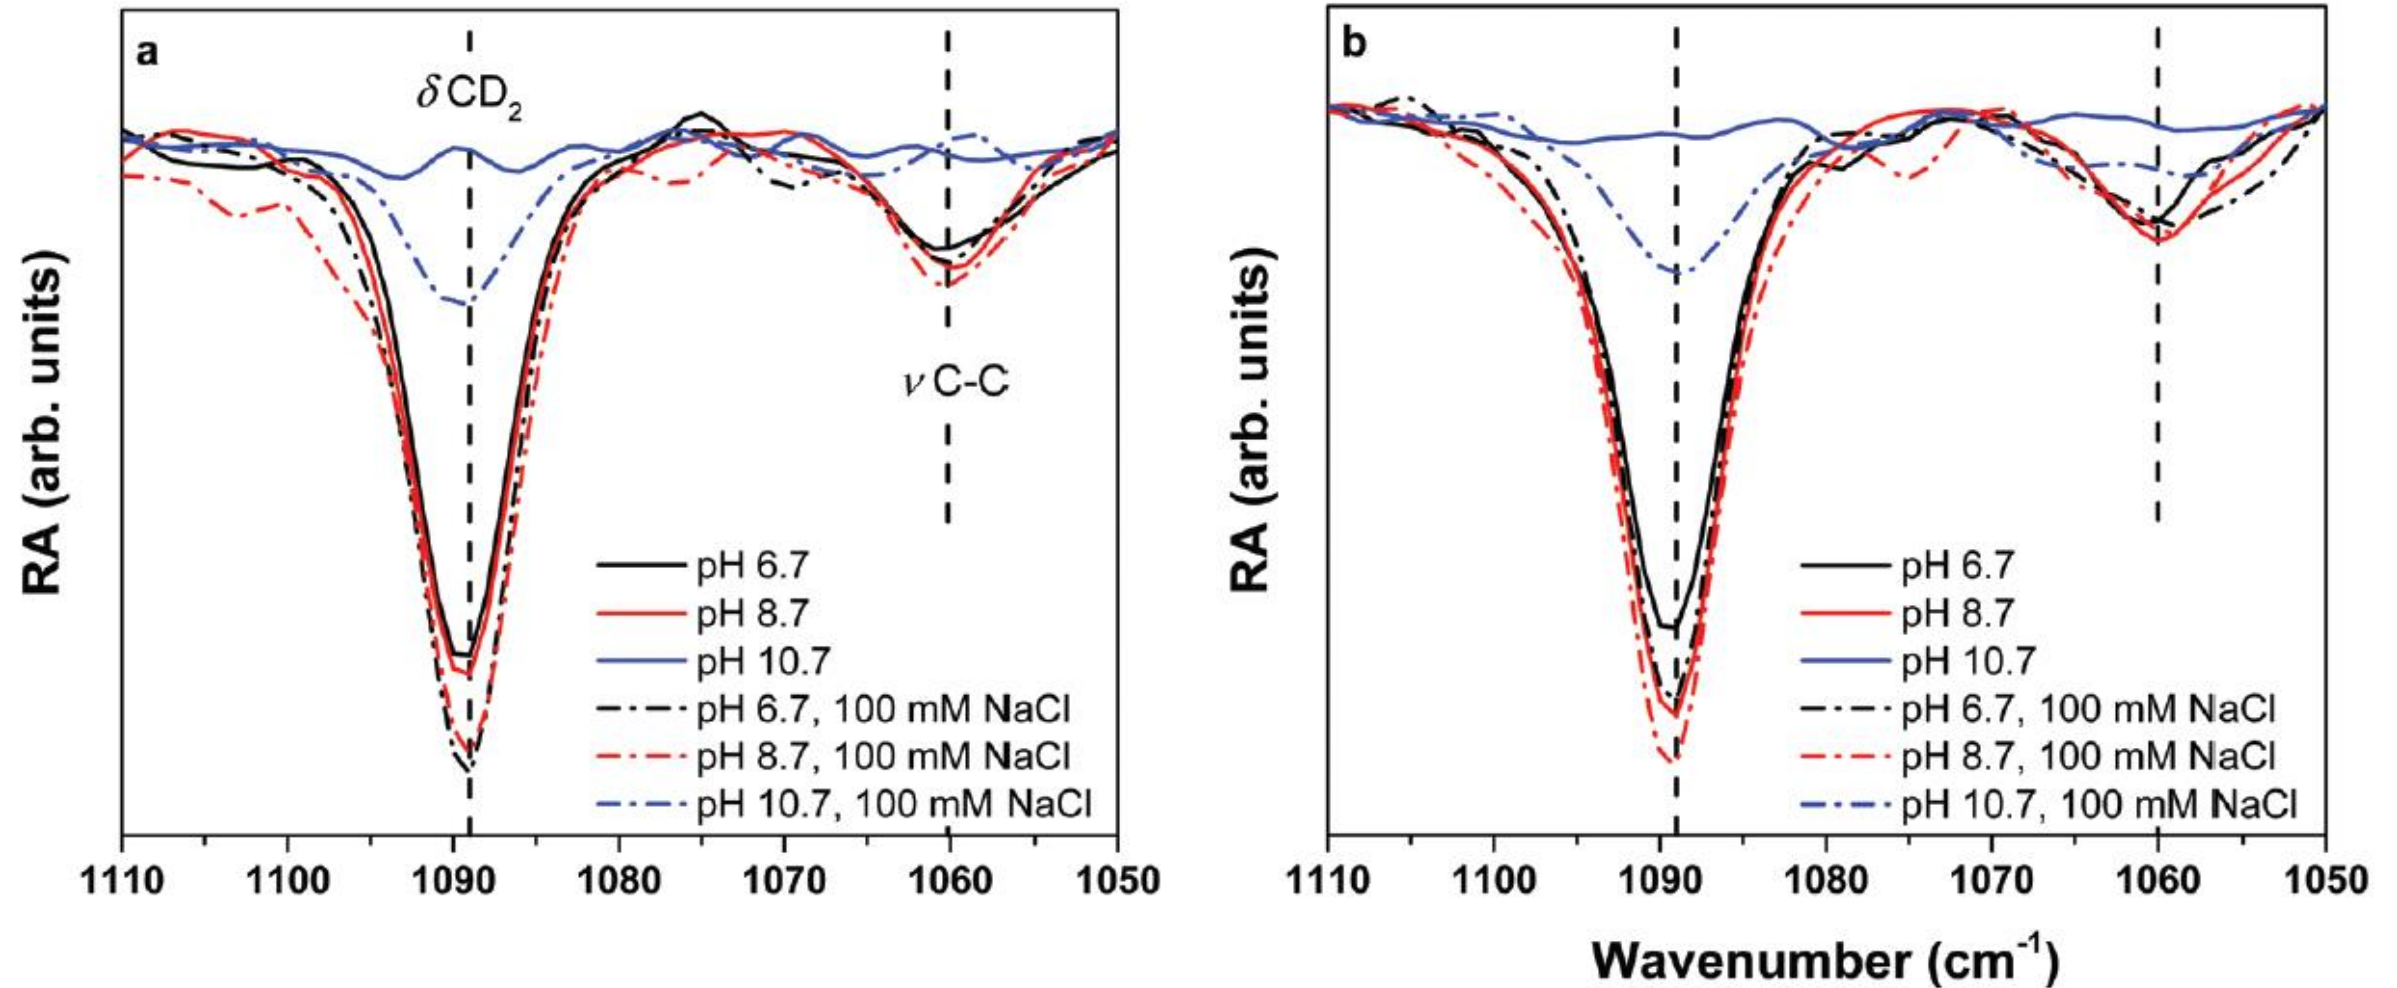 a
δ CD2
ν C-C
RA (arb. units)
pH 6.7
pH 8.7
pH 10.7
pH 6.7, 100 mM NaCl
pH 8.7, 100 mM NaCl
pH 10.7, 100 mM NaCl
1110 1100 1090 1080 1070 1060 1050
b
RA (arb. units)
pH 6.7
pH 8.7
pH 10.7
pH 6.7, 100 mM NaCl
pH 8.7, 100 mM NaCl
pH 10.7, 100 mM NaCl
1110 1100 1090 1080 1070 1060 1050
Wavenumber (cm-1)